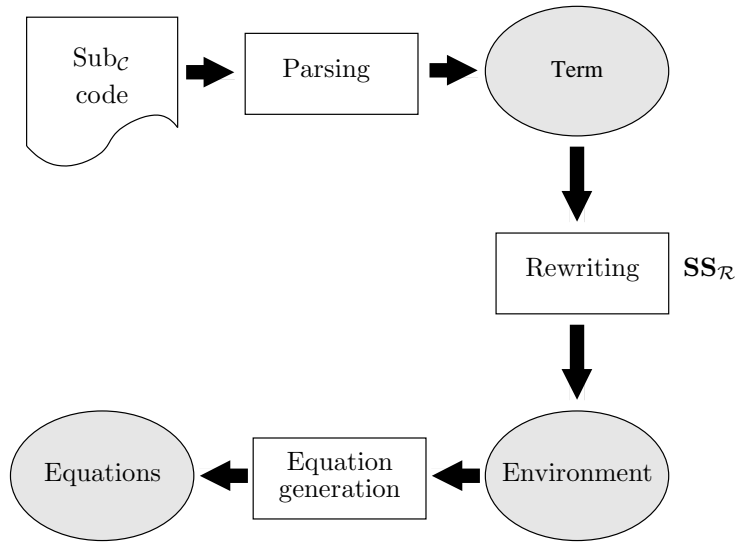 Sub𝒞
code
Parsing
Term
Rewriting
SSℛ
Equations
Equation
generation
Environment